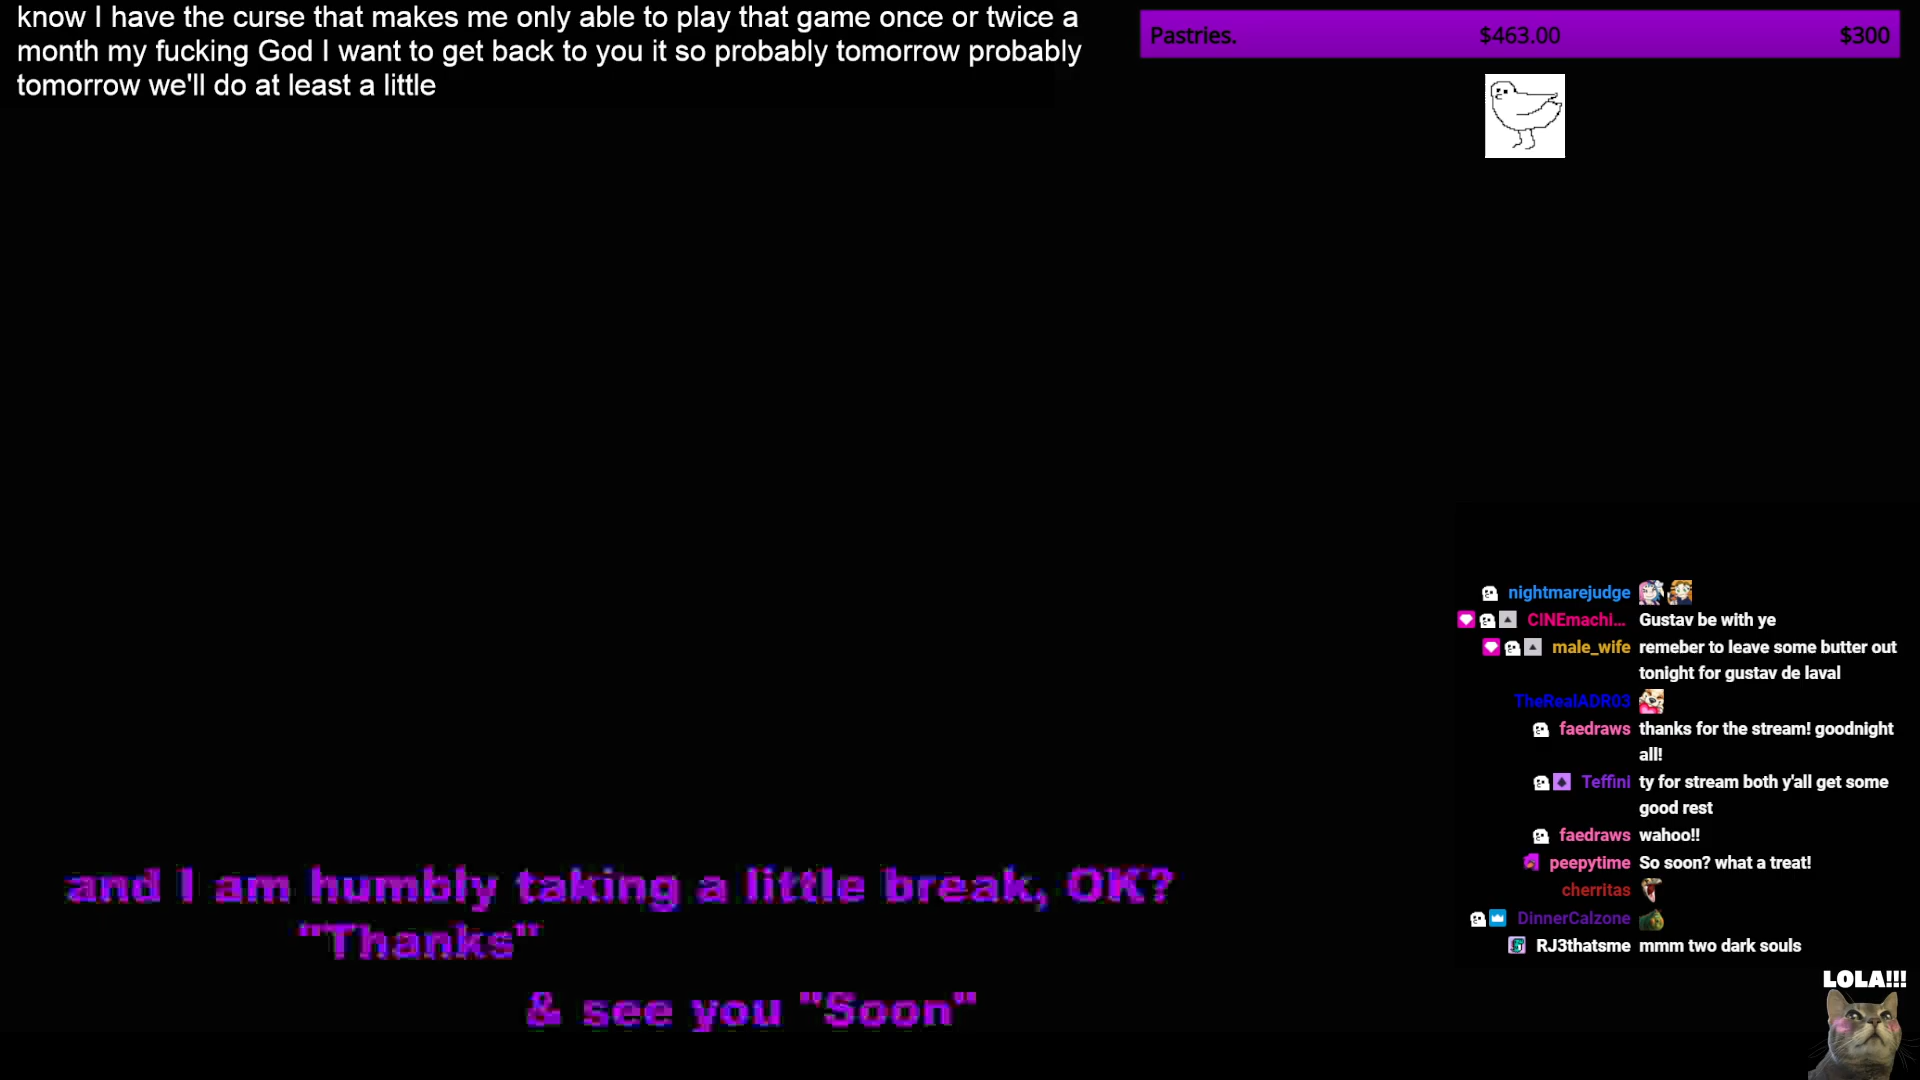 know I have the curse that makes me only able to play that game once or twice a
month my fucking God I want to get back to you it so probably tomorrow probably
tomorrow we'll do at least a little
Pastries. $463.00 $300
nightmarejudge
CINEmachi... Gustav be with ye
male_wife remeber to leave some butter out
tonight for gustav de laval
TheRealADR03
faedraws thanks for the stream! goodnight
all!
Teffini ty for stream both y'all get some
good rest
faedraws wahoo!!
peepytime So soon? what a treat!
cherritas
DinnerCalzone
RJ3thatsme mmm two dark souls
LOLA!!!
and I am humbly taking a little break, OK?
"Thanks"
& see you "Soon"